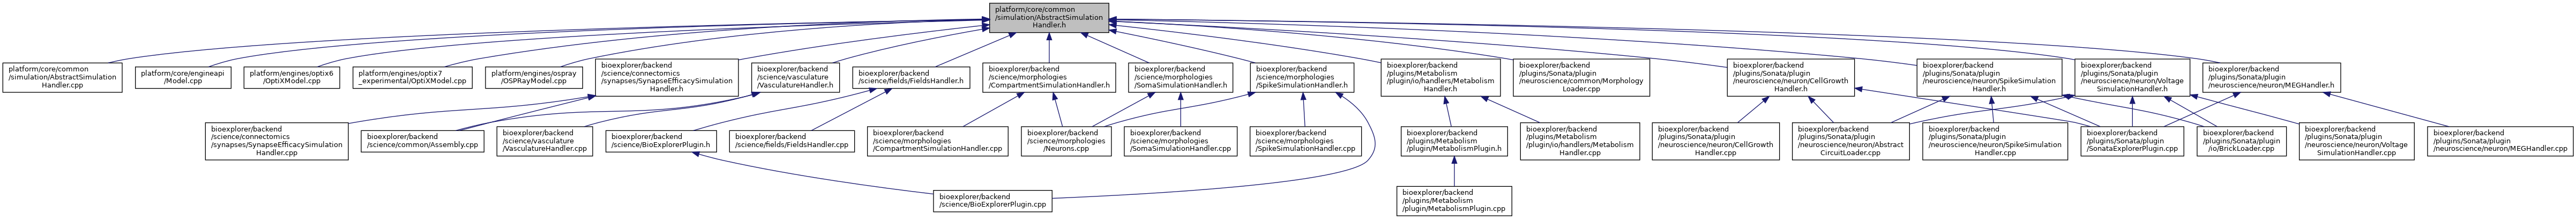 platform/core/common
/simulation/AbstractSimulation
Handler.h
platform/core/common
/simulation/AbstractSimulation
Handler.cpp
platform/core/engineapi
/Model.cpp
platform/engines/optix6
/OptiXModel.cpp
platform/engines/optix7
_experimental/OptiXModel.cpp
platform/engines/ospray
/OSPRayModel.cpp
bioexplorer/backend
/science/connectomics
/synapses/SynapseEfficacySimulation
Handler.h
bioexplorer/backend
/science/vasculature
/VasculatureHandler.h
bioexplorer/backend
/science/fields/FieldsHandler.h
bioexplorer/backend
/science/morphologies
/CompartmentSimulationHandler.h
bioexplorer/backend
/science/morphologies
/SomaSimulationHandler.h
bioexplorer/backend
/science/morphologies
/SpikeSimulationHandler.h
bioexplorer/backend
/plugins/Metabolism
/plugin/io/handlers/Metabolism
Handler.h
bioexplorer/backend
/plugins/Sonata/plugin
/neuroscience/common/Morphology
Loader.cpp
bioexplorer/backend
/plugins/Sonata/plugin
/neuroscience/neuron/CellGrowth
Handler.h
bioexplorer/backend
/plugins/Sonata/plugin
/neuroscience/neuron/SpikeSimulation
Handler.h
bioexplorer/backend
/plugins/Sonata/plugin
/neuroscience/neuron/Voltage
SimulationHandler.h
bioexplorer/backend
/plugins/Sonata/plugin
/neuroscience/neuron/MEGHandler.h
bioexplorer/backend
/science/connectomics
/synapses/SynapseEfficacySimulation
Handler.cpp
bioexplorer/backend
/science/common/Assembly.cpp
bioexplorer/backend
/science/vasculature
/VasculatureHandler.cpp
bioexplorer/backend
/science/BioExplorerPlugin.h
bioexplorer/backend
/science/fields/FieldsHandler.cpp
bioexplorer/backend
/science/morphologies
/CompartmentSimulationHandler.cpp
bioexplorer/backend
/science/morphologies
/Neurons.cpp
bioexplorer/backend
/science/morphologies
/SomaSimulationHandler.cpp
bioexplorer/backend
/science/morphologies
/SpikeSimulationHandler.cpp
bioexplorer/backend
/plugins/Metabolism
/plugin/MetabolismPlugin.h
bioexplorer/backend
/plugins/Metabolism
/plugin/io/handlers/Metabolism
Handler.cpp
bioexplorer/backend
/plugins/Sonata/plugin
/neuroscience/neuron/CellGrowth
Handler.cpp
bioexplorer/backend
/plugins/Sonata/plugin
/neuroscience/neuron/Abstract
CircuitLoader.cpp
bioexplorer/backend
/plugins/Sonata/plugin
/neuroscience/neuron/SpikeSimulation
Handler.cpp
bioexplorer/backend
/plugins/Sonata/plugin
/SonataExplorerPlugin.cpp
bioexplorer/backend
/plugins/Sonata/plugin
/io/BrickLoader.cpp
bioexplorer/backend
/plugins/Sonata/plugin
/neuroscience/neuron/Voltage
SimulationHandler.cpp
bioexplorer/backend
/plugins/Sonata/plugin
/neuroscience/neuron/MEGHandler.cpp
bioexplorer/backend
/science/BioExplorerPlugin.cpp
bioexplorer/backend
/plugins/Metabolism
/plugin/MetabolismPlugin.cpp